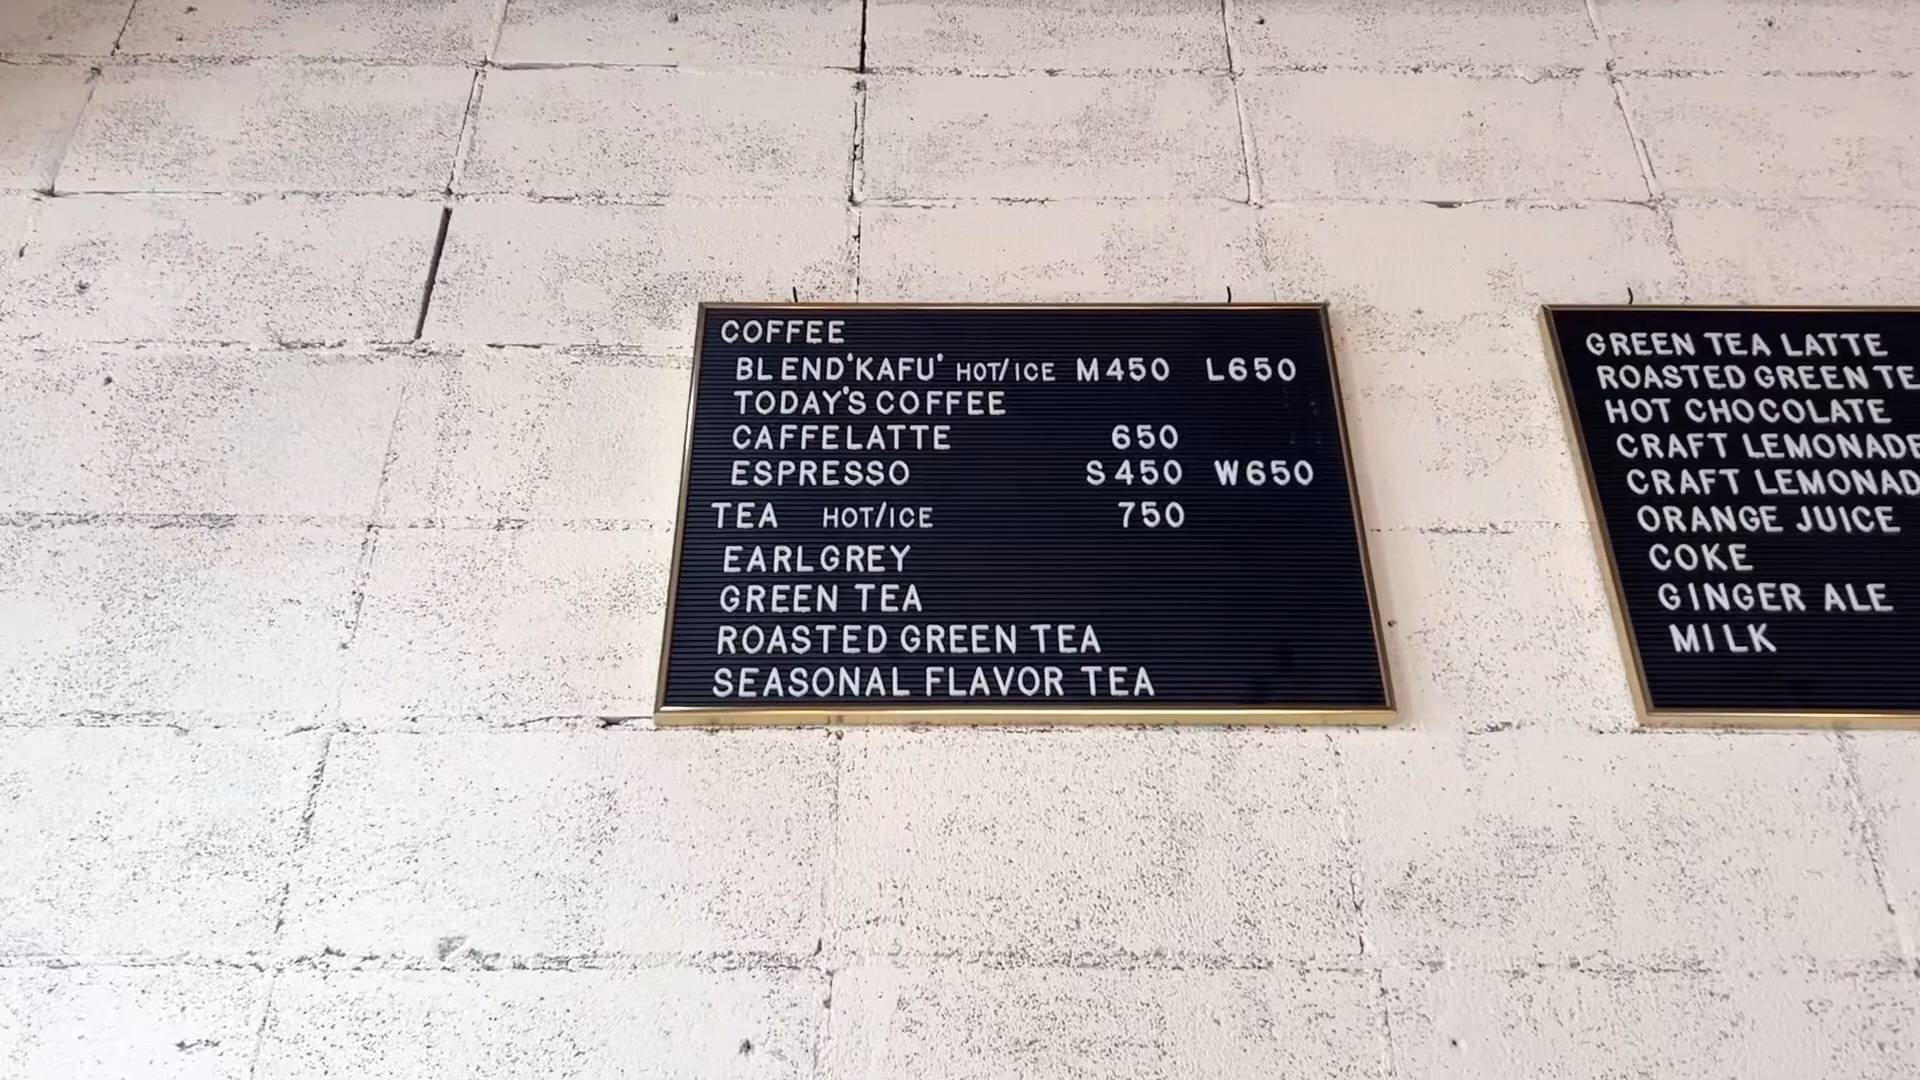 COFFEE
BLEND'KAFU' HOT/ICE M450 L650
TODAY'S COFFEE
CAFFELATTE 650
ESPRESSO S450 W650
TEA HOT/ICE 750
EARLGREY
GREEN TEA
ROASTED GREEN TEA
SEASONAL FLAVOR TEA
GREEN TEA LATTE
ROASTED GREEN
HOT CHOCOLATE
CRAFT LEMONADE
CRAFT
ORANGE JUICE
COKE
GINGER ALE
MILK